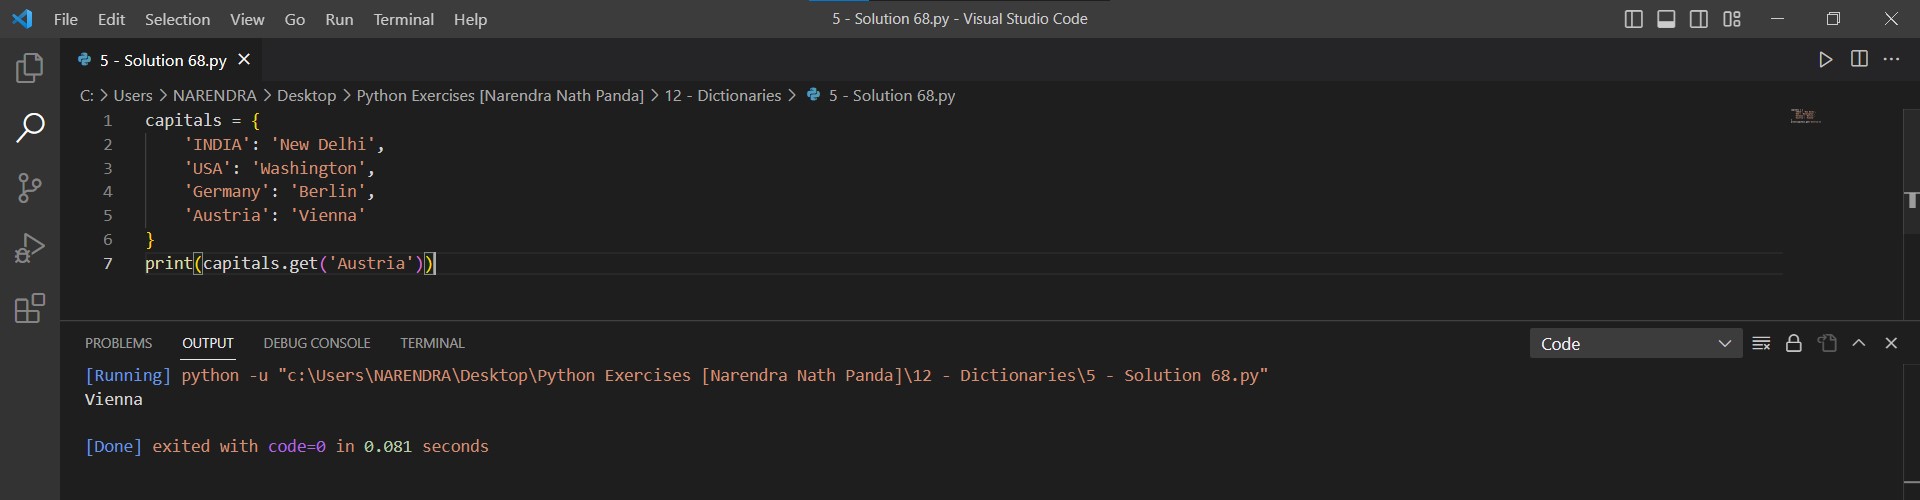 File Edit Selection View Go Run Terminal Help 5 - Solution 68.py - Visual Studio Code
5 - Solution 68.py
C: > Users > NARENDRA > Desktop > Python Exercises [Narendra Nath Panda] > 12 - Dictionaries > 5 - Solution 68.py
1 capitals = {
2     'INDIA': 'New Delhi',
3     'USA': 'Washington',
4     'Germany': 'Berlin',
5     'Austria': 'Vienna'
6 }
7 print(capitals.get('Austria'))
PROBLEMS OUTPUT DEBUG CONSOLE TERMINAL Code
[Running] python -u "c:\Users\NARENDRA\Desktop\Python Exercises [Narendra Nath Panda]\12 - Dictionaries\5 - Solution 68.py"
Vienna
[Done] exited with code=0 in 0.081 seconds